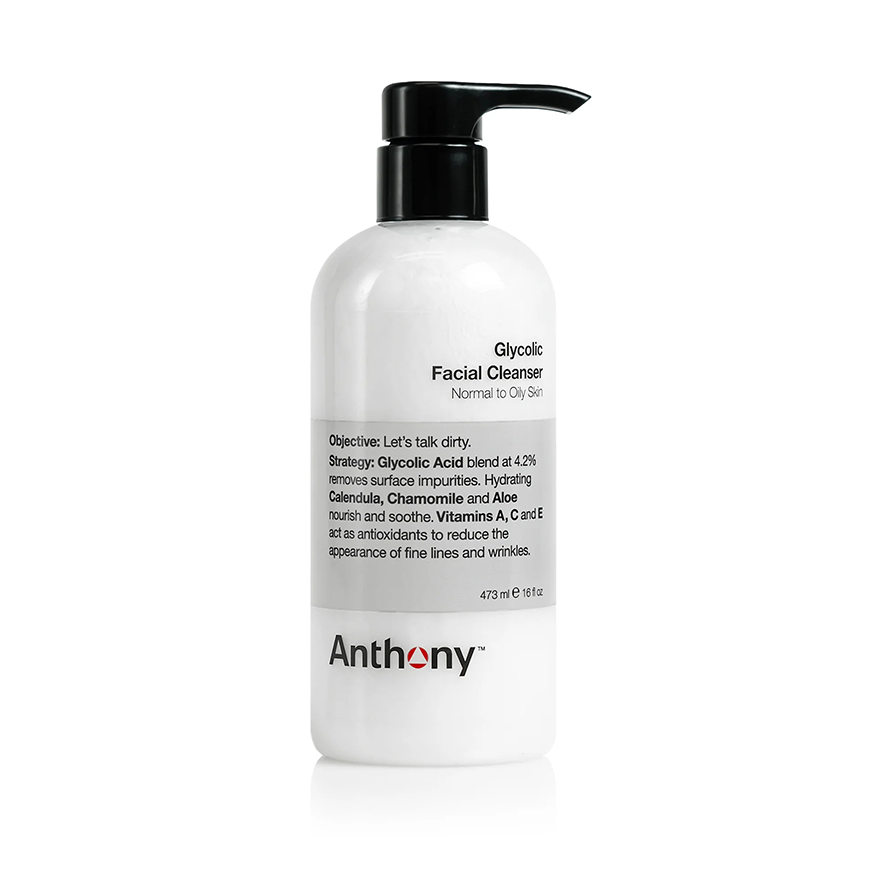 Glycolic
Facial Cleanser
Normal to Oily Skin
Objective: Let's talk dirty.
Strategy: Glycolic Acid blend at 4.2%
removes surface impurities. Hydrating
Calendula, Chamomile and Aloe
nourish and soothe. Vitamins A, C and E
act as antioxidants to reduce the
appearance of fine lines and wrinkles.
473 ml ℮ 16 fl oz
Anthony™